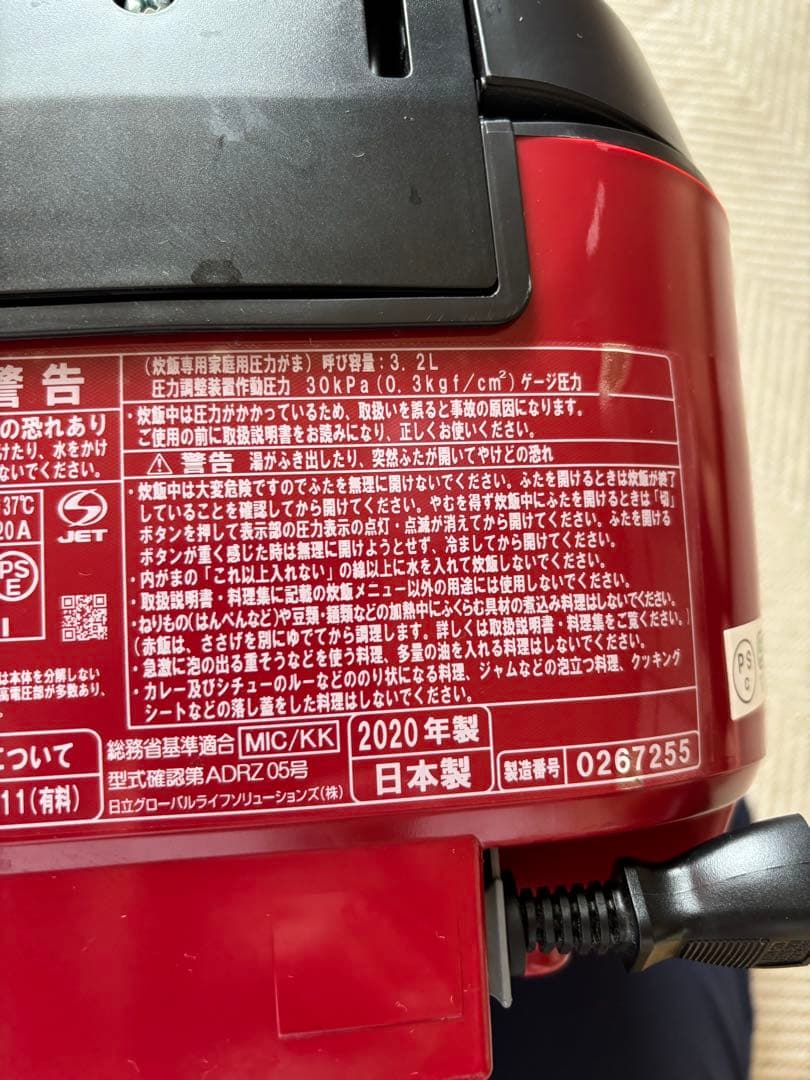 警告
の恐れあり
けたり、水をかけ
ないでください。
137℃
20A
JET
PS
E
は本体を分解しない
高電圧部が多数あり、
について
11(有料)
(炊飯専用家庭用圧力がま) 呼び容量:3.2L
圧力調整装置作動圧力 30kPa(0.3kgf/cm²)ゲージ圧力
・炊飯中は圧力がかかっているため、取扱いを誤ると事故の原因になります。
ご使用の前に取扱説明書をお読みになり、正しくお使いください。
⚠警告 湯がふき出したり、突然ふたが開いてやけどの恐れ
・炊飯中は大変危険ですのでふたを無理に開けないでください。ふたを開けるときは炊飯が終了
していることを確認してから開けてください。やむを得ず炊飯中にふたを開けるときは「切」
ボタンを押して表示部の圧力表示の点灯・点滅が消えてから開けてください。ふたを開ける
ボタンが重く感じた時は無理に開けようとせず、冷ましてから開けてください。
・内がまの「これ以上入れない」の線以上に水を入れて炊飯しないでください。
・取扱説明書・料理集に記載の炊飯メニュー以外の用途には使用しないでください。
・ねりもの(はんぺんなど)や豆類・麺類などの加熱中にふくらむ具材の煮込み料理はしないでください。
(赤飯は、ささげを別にゆでてから調理します。詳しくは取扱説明書・料理集をご覧ください。)
・急激に泡の出る重そうなどを使う料理、多量の油を入れる料理はしないでください。
・カレー及びシチューのルーなどののり状になる料理、ジャムなどの泡立つ料理、クッキング
シートなどの落し蓋をした料理はしないでください。
総務省基準適合 MIC/KK
型式確認第ADRZ05号
日立グローバルライフソリューションズ(株)
2020年製
日本製
製造番号 0267255
PS
C